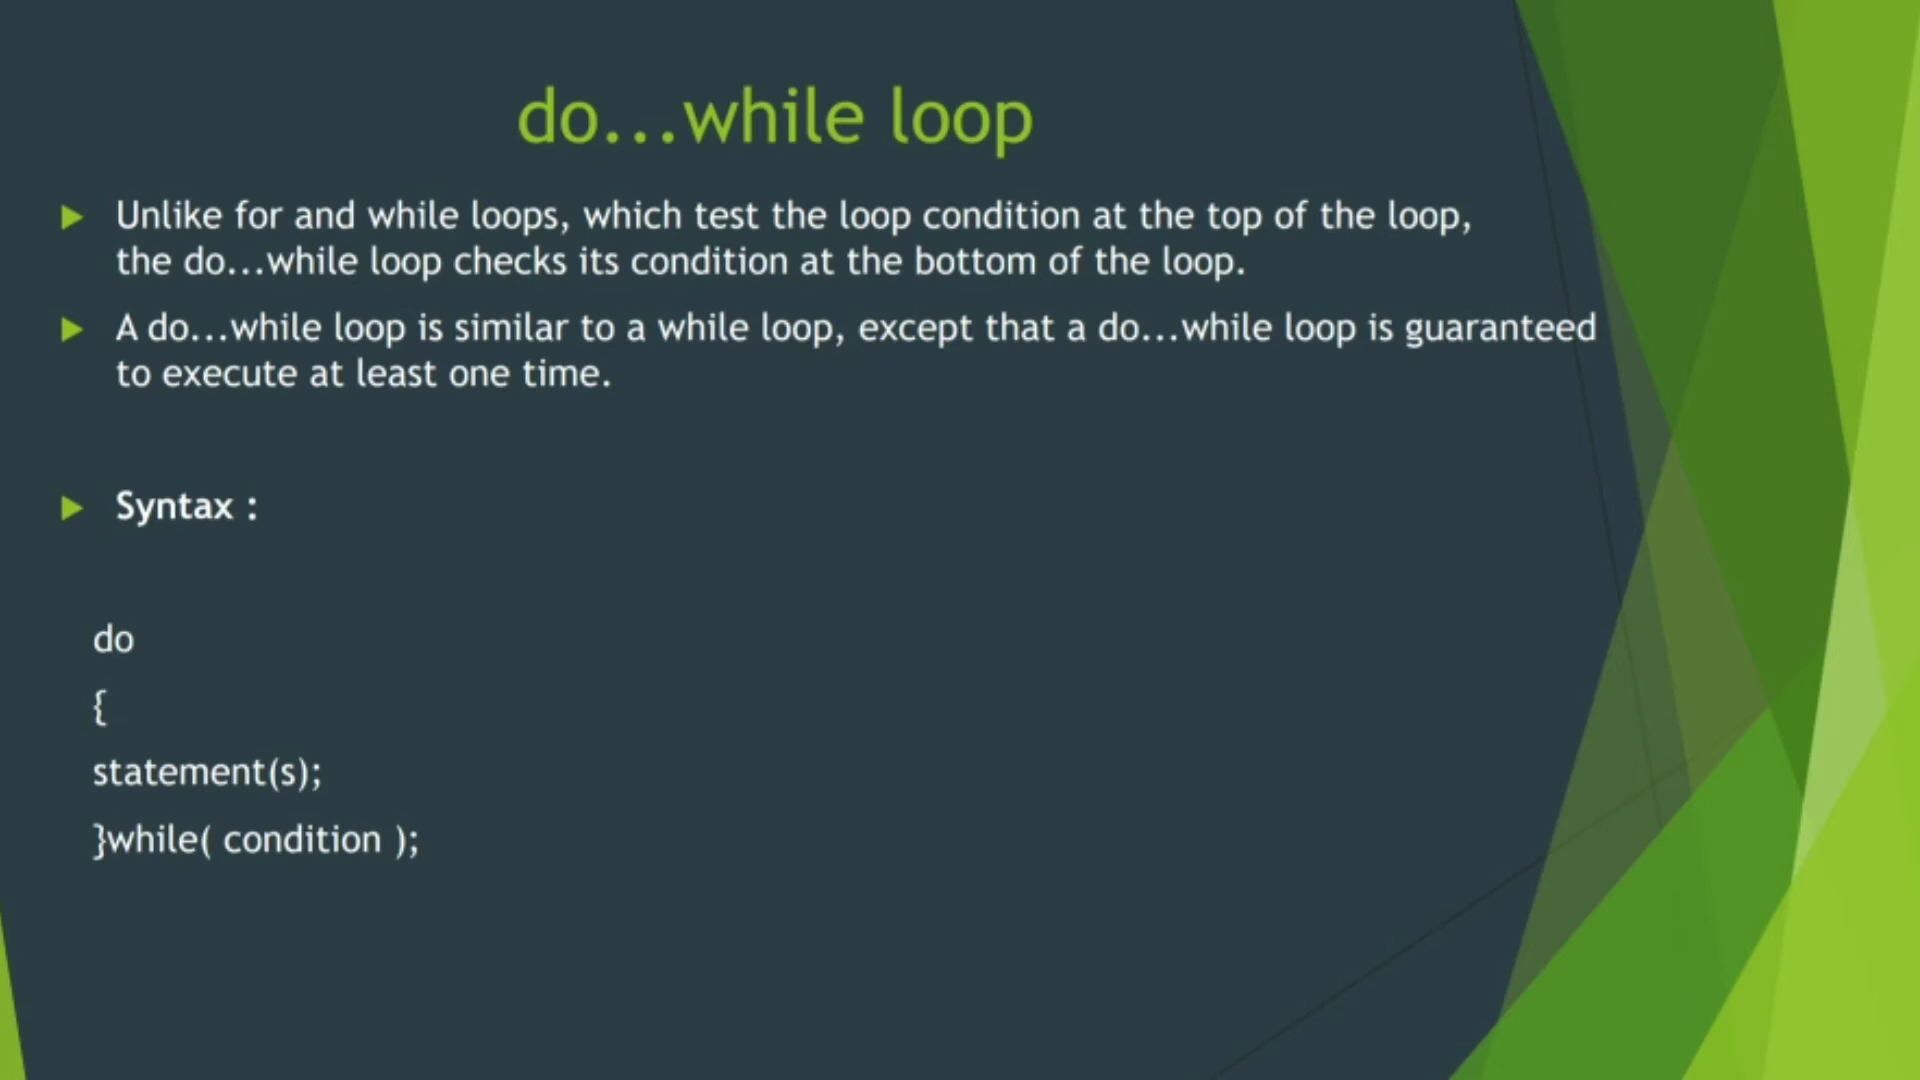 do...while loop
Unlike for and while loops, which test the loop condition at the top of the loop,
the do...while loop checks its condition at the bottom of the loop.
A do...while loop is similar to a while loop, except that a do...while loop is guaranteed
to execute at least one time.
Syntax :
do
{
statement(s);
}while( condition );